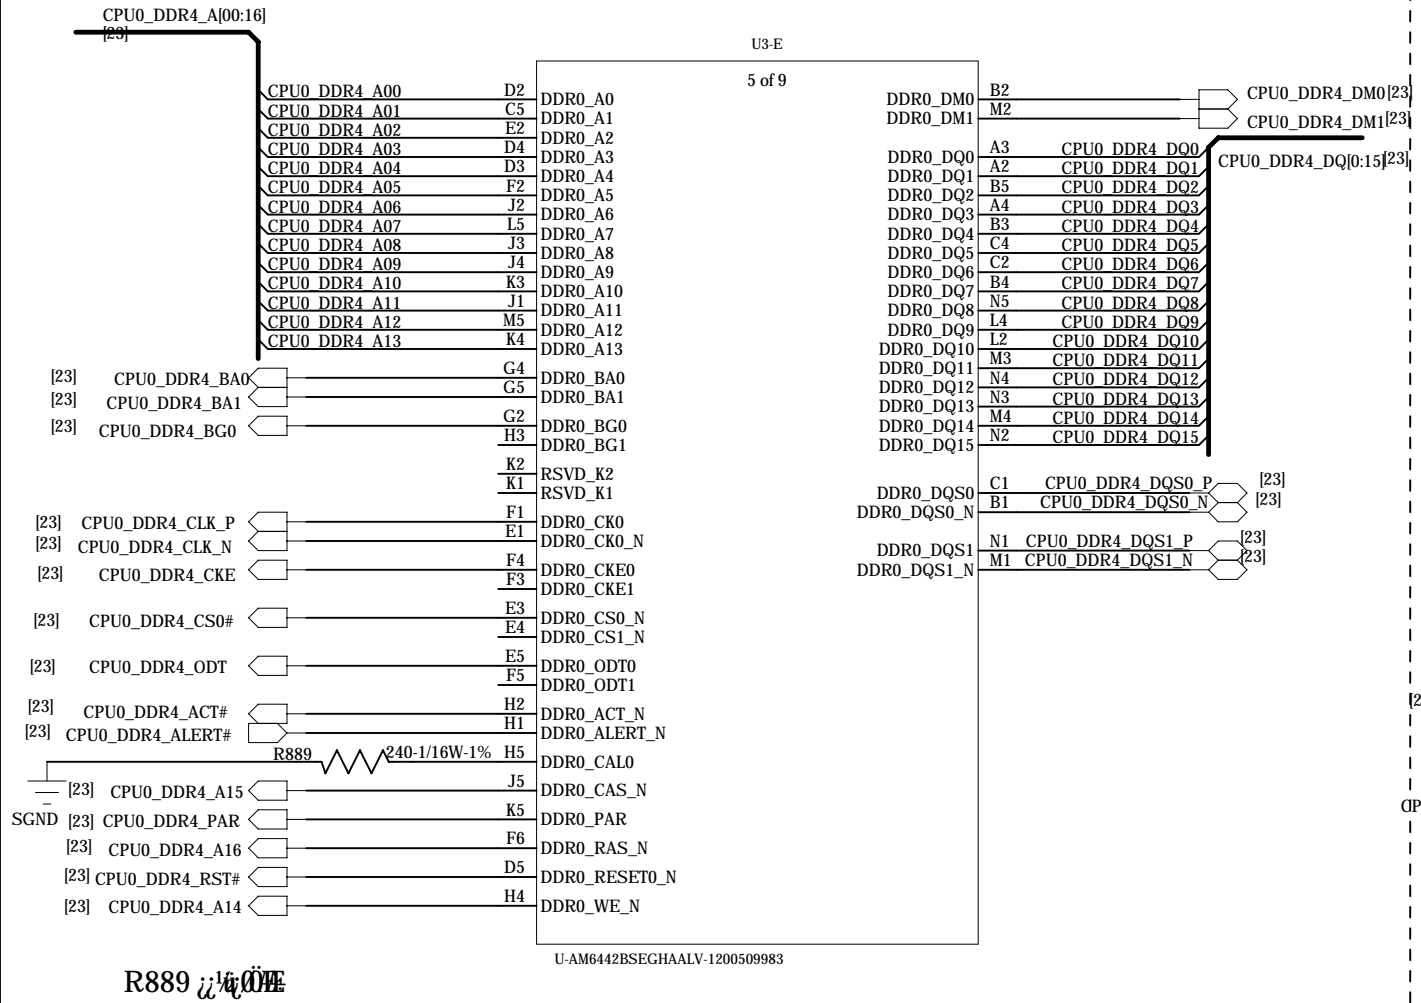 CPU0_DDR4_A[00:16]
[23]
U3-E
5 of 9
CPU0_DDR4_A00 D2 DDR0_A0
CPU0_DDR4_A01 C5 DDR0_A1
CPU0_DDR4_A02 E2 DDR0_A2
CPU0_DDR4_A03 D4 DDR0_A3
CPU0_DDR4_A04 D3 DDR0_A4
CPU0_DDR4_A05 F2 DDR0_A5
CPU0_DDR4_A06 J2 DDR0_A6
CPU0_DDR4_A07 L5 DDR0_A7
CPU0_DDR4_A08 J3 DDR0_A8
CPU0_DDR4_A09 J4 DDR0_A9
CPU0_DDR4_A10 K3 DDR0_A10
CPU0_DDR4_A11 J1 DDR0_A11
CPU0_DDR4_A12 M5 DDR0_A12
CPU0_DDR4_A13 K4 DDR0_A13
[23] CPU0_DDR4_BA0 G4 DDR0_BA0
[23] CPU0_DDR4_BA1 G5 DDR0_BA1
[23] CPU0_DDR4_BG0 G2 DDR0_BG0
H3 DDR0_BG1
K2 RSVD_K2
K1 RSVD_K1
[23] CPU0_DDR4_CLK_P F1 DDR0_CK0
[23] CPU0_DDR4_CLK_N E1 DDR0_CK0_N
[23] CPU0_DDR4_CKE F4 DDR0_CKE0
F3 DDR0_CKE1
[23] CPU0_DDR4_CS0# E3 DDR0_CS0_N
E4 DDR0_CS1_N
[23] CPU0_DDR4_ODT E5 DDR0_ODT0
F5 DDR0_ODT1
[23] CPU0_DDR4_ACT# H2 DDR0_ACT_N
[23] CPU0_DDR4_ALERT# H1 DDR0_ALERT_N
R889 240-1/16W-1% H5 DDR0_CAL0
[23] CPU0_DDR4_A15 J5 DDR0_CAS_N
SGND [23] CPU0_DDR4_PAR K5 DDR0_PAR
[23] CPU0_DDR4_A16 F6 DDR0_RAS_N
[23] CPU0_DDR4_RST# D5 DDR0_RESET0_N
[23] CPU0_DDR4_A14 H4 DDR0_WE_N
DDR0_DM0 B2 CPU0_DDR4_DM0[23]
DDR0_DM1 M2 CPU0_DDR4_DM1[23]
CPU0_DDR4_DQ[0:15][23]
DDR0_DQ0 A3 CPU0_DDR4_DQ0
DDR0_DQ1 A2 CPU0_DDR4_DQ1
DDR0_DQ2 B5 CPU0_DDR4_DQ2
DDR0_DQ3 A4 CPU0_DDR4_DQ3
DDR0_DQ4 B3 CPU0_DDR4_DQ4
DDR0_DQ5 C4 CPU0_DDR4_DQ5
DDR0_DQ6 C2 CPU0_DDR4_DQ6
DDR0_DQ7 B4 CPU0_DDR4_DQ7
DDR0_DQ8 N5 CPU0_DDR4_DQ8
DDR0_DQ9 L4 CPU0_DDR4_DQ9
DDR0_DQ10 L2 CPU0_DDR4_DQ10
DDR0_DQ11 M3 CPU0_DDR4_DQ11
DDR0_DQ12 N4 CPU0_DDR4_DQ12
DDR0_DQ13 N3 CPU0_DDR4_DQ13
DDR0_DQ14 M4 CPU0_DDR4_DQ14
DDR0_DQ15 N2 CPU0_DDR4_DQ15
DDR0_DQS0 C1 CPU0_DDR4_DQS0_P [23]
DDR0_DQS0_N B1 CPU0_DDR4_DQS0_N [23]
DDR0_DQS1 N1 CPU0_DDR4_DQS1_P [23]
DDR0_DQS1_N M1 CPU0_DDR4_DQS1_N [23]
[2
U-AM6442BSEGHAALV-1200509983
R889